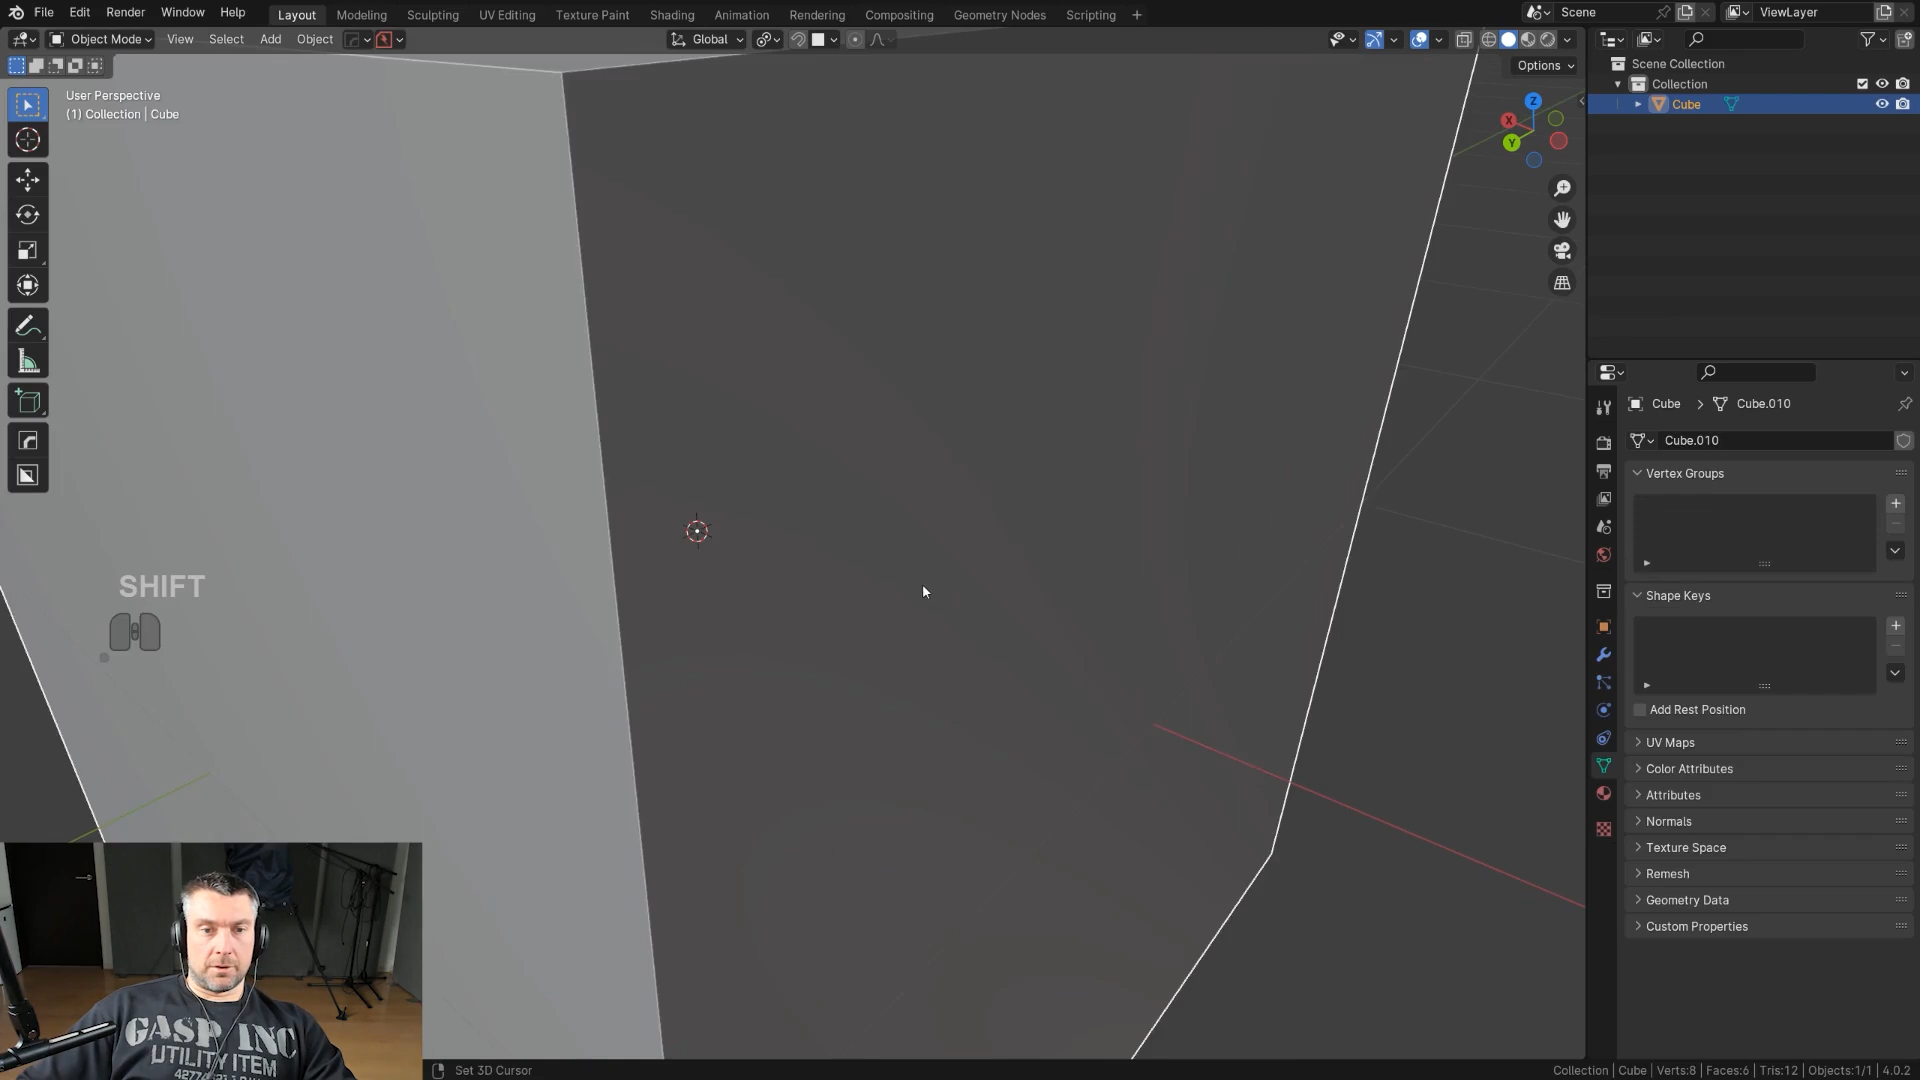 File Edit Render Window Help
Layout Modeling Sculpting UV Editing Texture Paint Shading Animation Rendering Compositing Geometry Nodes Scripting
Scene
ViewLayer
Object Mode View Select Add Object
Global
Options
User Perspective
(1) Collection | Cube
Z
X
Y
SHIFT
GASP INC
UTILITY ITEM
Set 3D Cursor
Scene Collection
Collection
Cube
Cube > Cube.010
Cube.010
Vertex Groups
Shape Keys
Add Rest Position
UV Maps
Color Attributes
Attributes
Normals
Texture Space
Remesh
Geometry Data
Custom Properties
Collection | Cube | Verts:8 | Faces:6 | Tris:12 | Objects:1/1 | 4.0.2